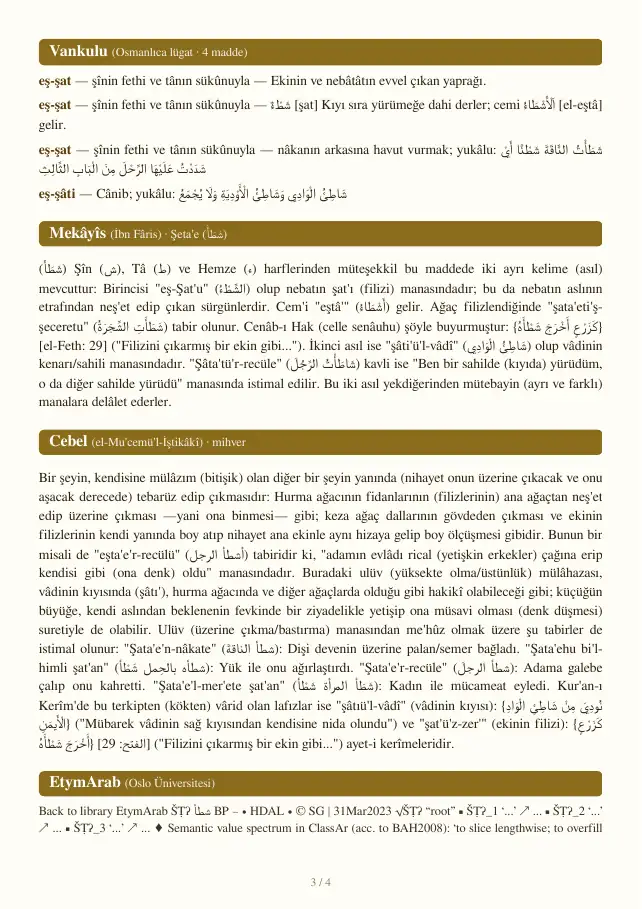 Vankulu (Osmanlıca lügat · 4 madde)
eş-şat — şînin fethi ve tânın sükûnuyla — Ekinin ve nebâtâtın evvel çıkan yaprağı.
eş-şat — şînin fethi ve tânın sükûnuyla — شَطْءٌ [şat] Kıyı sıra yürümeğe dahi derler; cemi اَلْأَشْطَاءُ [el-eştâ]
gelir.
eş-şat — şînin fethi ve tânın sükûnuyla — nâkanın arkasına havut vurmak; yukâlu: شَطَأْتُ النَّاقَةَ شَطْئًا أَيْ
شَدَدْتُ عَلَيْهَا الرَّحْلَ مِنَ الْبَابِ الثَّالِثِ
eş-şâti — Cânib; yukâlu: شَاطِئُ الْوَادِي وَشَاطِئُ الْأَوْدِيَةِ وَلَا يُجْمَعُ
Mekâyîs (İbn Fâris) · Şeta'e (شَطَأَ)
(شَطَأَ) Şîn (ش), Tâ (ط) ve Hemze (ء) harflerinden müteşekkil bu maddede iki ayrı kelime (asıl)
mevcuttur: Birincisi "eş-Şat'u" (الشَّطْءُ) olup nebatın şat'ı (filizi) manasındadır; bu da nebatın aslının
etrafından neş'et edip çıkan sürgünlerdir. Cem'i "eştâ'" (أَشْطَاءُ) gelir. Ağaç filizlendiğinde "şata'eti'ş-
şeceretu" (شَطَأَتِ الشَّجَرَةُ) tabir olunur. Cenâb-ı Hak (celle senâuhu) şöyle buyurmuştur: {كَزَرْعٍ أَخْرَجَ شَطْأَهُ}
[el-Feth: 29] ("Filizini çıkarmış bir ekin gibi..."). İkinci asıl ise "şâti'ü'l-vâdî" (شَاطِئُ الْوَادِي) olup vâdinin
kenarı/sahili manasındadır. "Şâta'tü'r-recüle" (شَاطَأْتُ الرَّجُلَ) kavli ise "Ben bir sahilde (kıyıda) yürüdüm,
o da diğer sahilde yürüdü" manasında istimal edilir. Bu iki asıl yekdiğerinden mütebayin (ayrı ve farklı)
manalara delâlet ederler.
Cebel (el-Mu'cemü'l-İştikâkî) · mihver
Bir şeyin, kendisine mülâzım (bitişik) olan diğer bir şeyin yanında (nihayet onun üzerine çıkacak ve onu
aşacak derecede) tebarüz edip çıkmasıdır: Hurma ağacının fidanlarının (filizlerinin) ana ağaçtan neş'et
edip üzerine çıkması —yani ona binmesi— gibi; keza ağaç dallarının gövdeden çıkması ve ekinin
filizlerinin kendi yanında boy atıp nihayet ana ekinle aynı hizaya gelip boy ölçüşmesi gibidir. Bunun bir
misali de "eşta'e'r-recülü" (أشطأ الرجل) tabiridir ki, "adamın evlâdı rical (yetişkin erkekler) çağına erip
kendisi gibi (ona denk) oldu" manasındadır. Buradaki ulüv (yüksekte olma/üstünlük) mülâhazası,
vâdinin kıyısında (şâtı'), hurma ağacında ve diğer ağaçlarda olduğu gibi hakikî olabileceği gibi; küçüğün
büyüğe, kendi aslından beklenenin fevkinde bir ziyadelikle yetişip ona müsavi olması (denk düşmesi)
suretiyle de olabilir. Ulüv (üzerine çıkma/bastırma) manasından me'hûz olmak üzere şu tabirler de
istimal olunur: "Şata'e'n-nâkate" (شطأ الناقة): Dişi devenin üzerine palan/semer bağladı. "Şata'ehu bi'l-
himli şat'an" (شطأه بالحِمل شَطْأً): Yük ile onu ağırlaştırdı. "Şata'e'r-recüle" (شطأ الرجلَ): Adama galebe
çalıp onu kahretti. "Şata'e'l-mer'ete şat'an" (شطأ المرأة شَطْأً): Kadın ile mücameat eyledi. Kur'an-ı
Kerîm'de bu terkipten (kökten) vârid olan lafızlar ise "şâtıü'l-vâdî" (vâdinin kıyısı): {نُودِيَ مِنْ شَاطِئِ الْوَادِ
الْأَيْمَنِ} ("Mübarek vâdinin sağ kıyısından kendisine nida olundu") ve "şat'ü'z-zer'" (ekinin filizi): {كَزَرْعٍ
أَخْرَجَ شَطْأَهُ} [الفتح: 29] ("Filizini çıkarmış bir ekin gibi...") ayet-i kerîmeleridir.
EtymArab (Oslo Üniversitesi)
Back to library EtymArab ŠṬʔ شطأ BP – • HDAL • © SG | 31Mar2023 √ŠṬʔ “root” ▪ ŠṬʔ_1 ‘...’ ↗ ... ▪ ŠṬʔ_2 ‘...’
↗ ... ▪ ŠṬʔ_3 ‘...’ ↗ ... ♦ Semantic value spectrum in ClassAr (acc. to BAH2008): ‘to slice lengthwise; to overfill
3 / 4